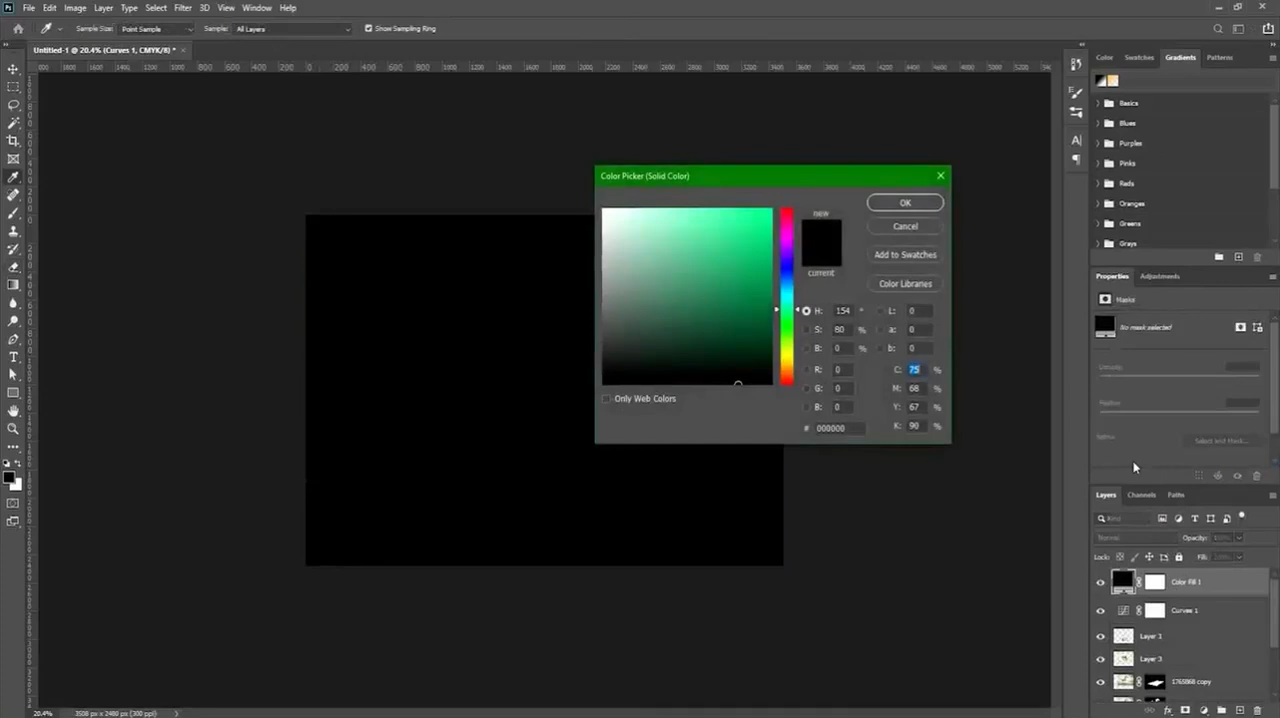 File Edit Image Layer Type Select Filter 3D View Window Help
Sample Size: Point Sample Sample: All Layers Show Sampling Ring
Untitled-1 @ 20.4% (Curves 1, CMYK/8) *
Color Swatches Gradients Patterns
Basics
Blues
Purples
Pinks
Reds
Oranges
Greens
Grays
Color Picker (Solid Color)
new
current
OK
Cancel
Add to Swatches
Color Libraries
H: 154 ° L: 0
S: 80 % a: 0
B: 0 % b: 0
R: 0 C: 75 %
G: 0 M: 68 %
B: 0 Y: 67 %
# 000000 K: 90 %
Only Web Colors
Properties Adjustments
Masks
No mask selected
Density:
Feather:
Select and Mask...
Layers Channels Paths
Kind
Normal Opacity: 100%
Lock: Fill: 100%
Color Fill 1
Curves 1
Layer 1
Layer 3
1765868 copy
20.4% 3508 px x 2480 px (300 ppi)